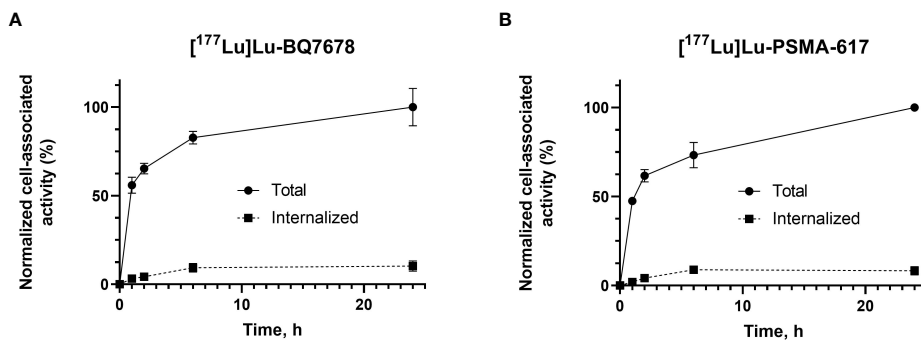 A
[¹⁷⁷Lu]Lu-BQ7678
Normalized cell-associated
activity (%)
100
50
0
Total
Internalized
0
10
20
Time, h
B
[¹⁷⁷Lu]Lu-PSMA-617
Normalized cell-associated
activity (%)
100
50
0
Total
Internalized
0
10
20
Time, h